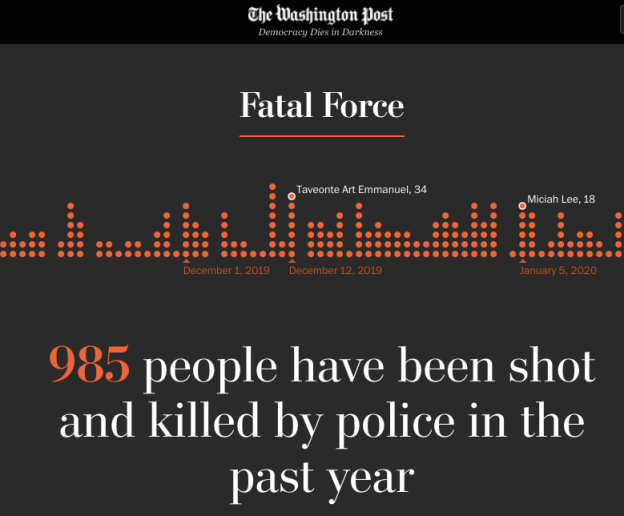 The Washington Post
Democracy Dies in Darkness
Fatal Force
Taveonte Art Emmanuel, 34
Miciah Lee, 18
December 1, 2019
December 12, 2019
January 5, 2020
985 people have been shot
and killed by police in the
past year